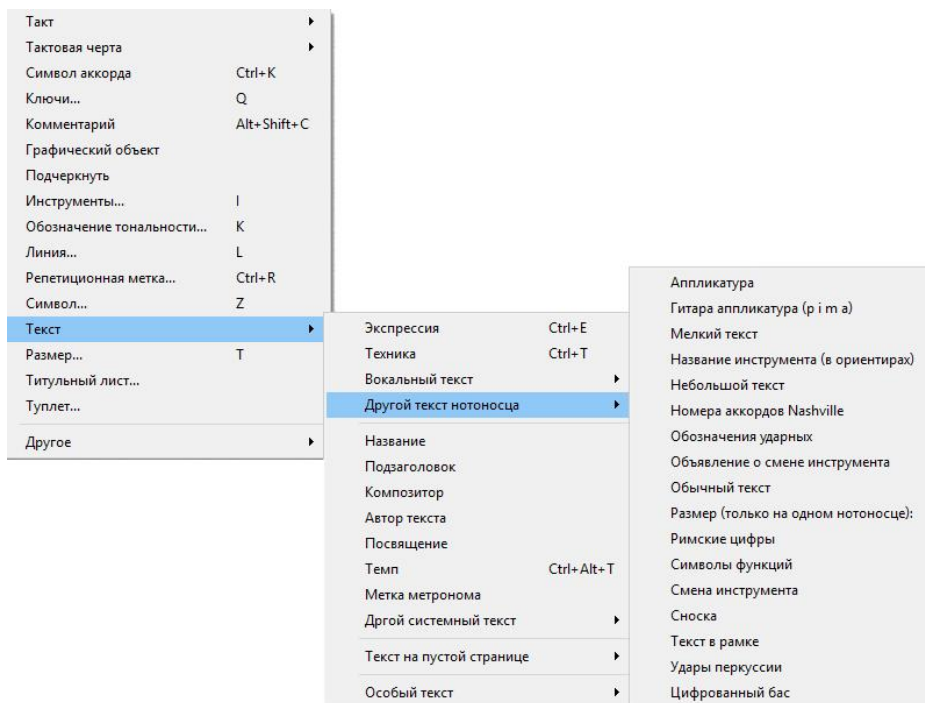 Такт
Тактовая черта
Символ аккорда Ctrl+K
Ключи... Q
Комментарий Alt+Shift+C
Графический объект
Подчеркнуть
Инструменты... I
Обозначение тональности... K
Линия... L
Репетиционная метка... Ctrl+R
Символ... Z
Текст
Размер... T
Титульный лист...
Туплет...
Другое
Экспрессия Ctrl+E
Техника Ctrl+T
Вокальный текст
Другой текст нотоносца
Название
Подзаголовок
Композитор
Автор текста
Посвящение
Темп Ctrl+Alt+T
Метка метронома
Дргой системный текст
Текст на пустой странице
Особый текст
Аппликатура
Гитара аппликатура (p i m a)
Мелкий текст
Название инструмента (в ориентирах)
Небольшой текст
Номера аккордов Nashville
Обозначения ударных
Объявление о смене инструмента
Обычный текст
Размер (только на одном нотоносце):
Римские цифры
Символы функций
Смена инструмента
Сноска
Текст в рамке
Удары перкуссии
Цифрованный бас